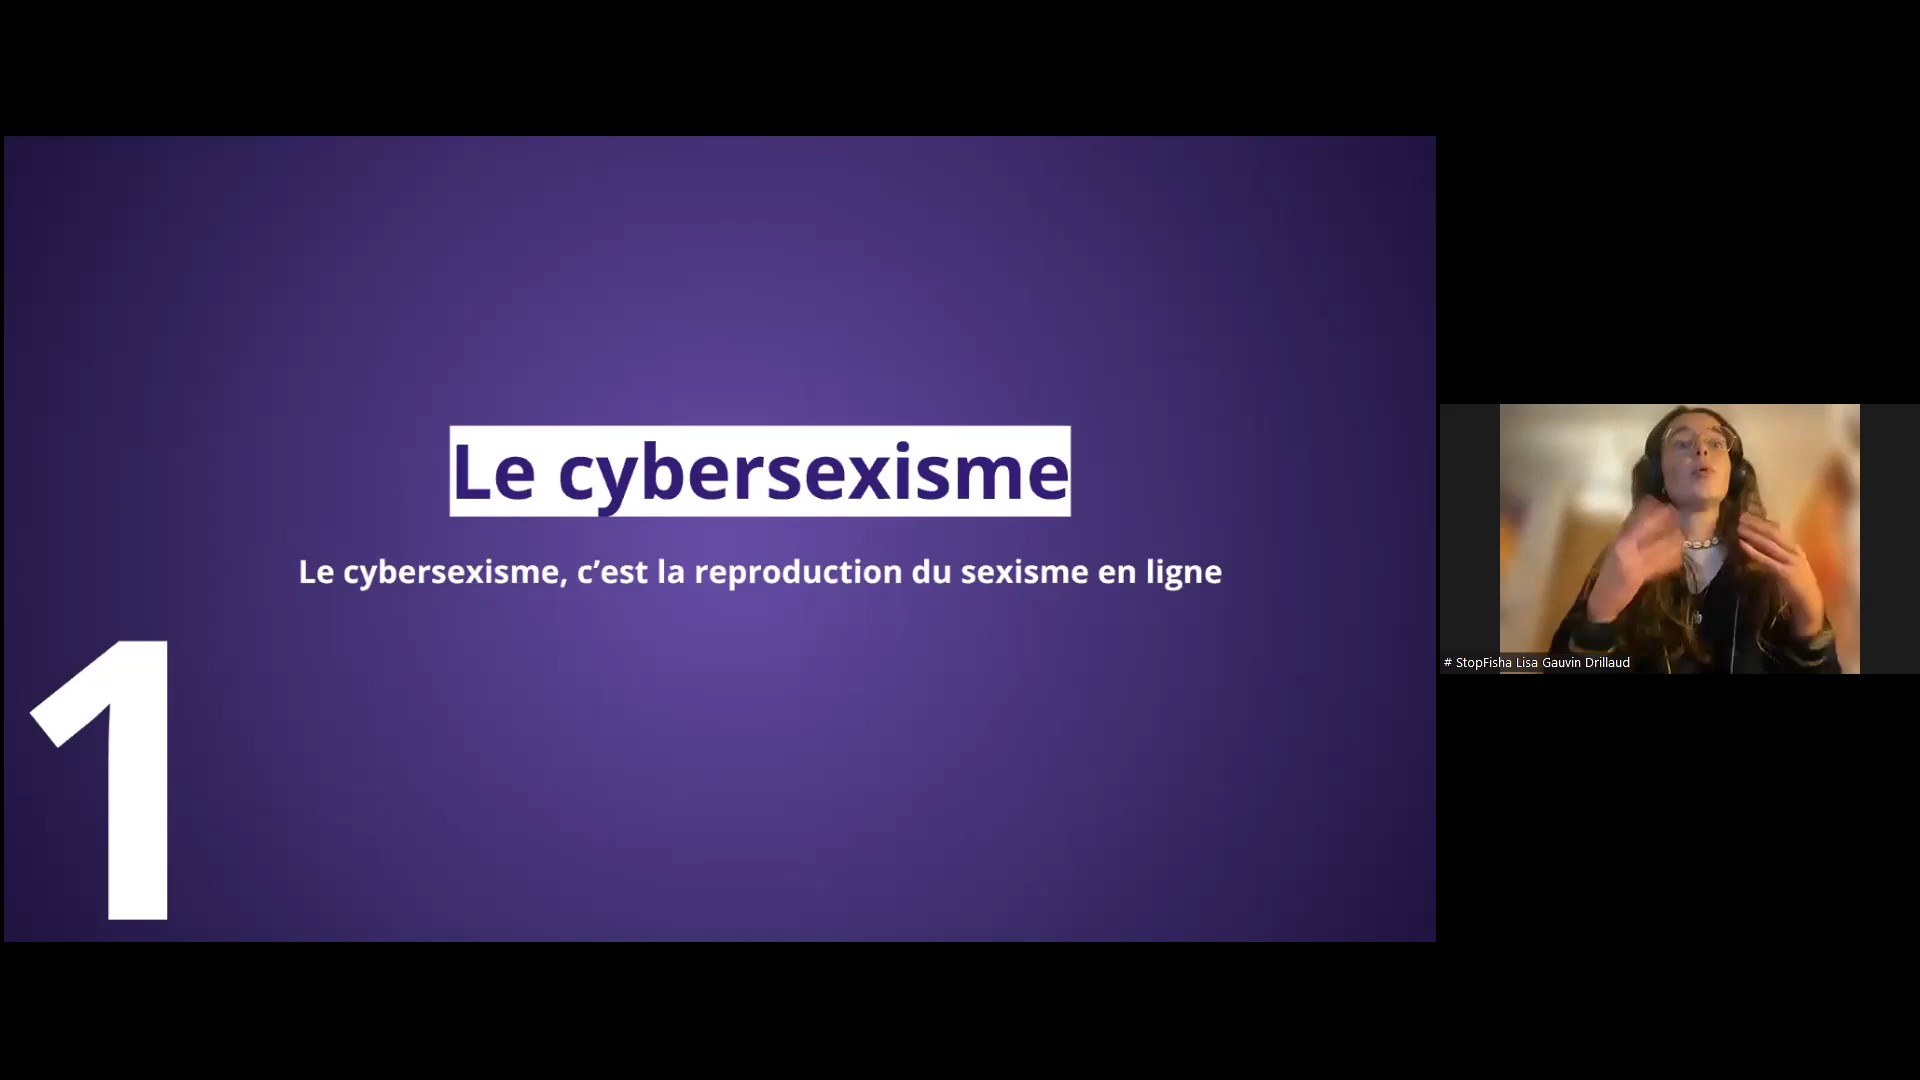 Le cybersexisme
Le cybersexisme, c’est la reproduction du sexisme en ligne
1
# StopFisha Lisa Gauvin Drillaud